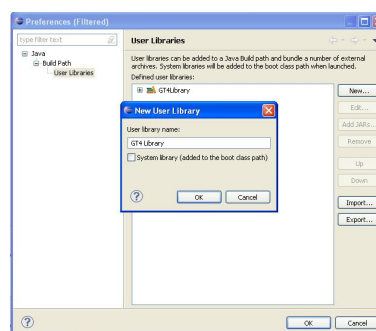 Preferences (Filtered)
type filter text
Java
Build Path
User Libraries
User Libraries
User Libraries can be added to a Java Build path and bundle a number of external
archives. System libraries will be added to the boot class path when launched.
Defined user libraries:
GT4Library
New...
Edit...
Add JARs...
Remove
Up
Down
Import...
Export...
New User Library
User library name:
GT4 Library
System library (added to the boot class path)
OK
Cancel
OK
Cancel